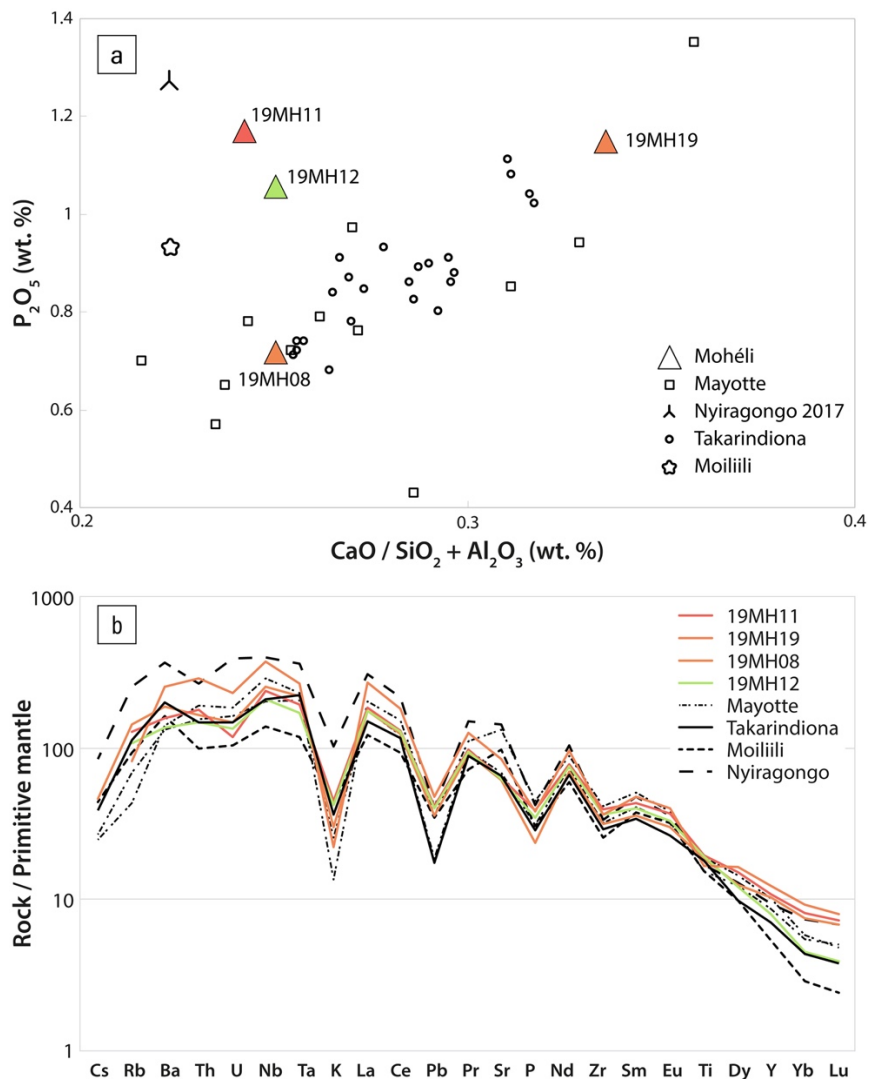 1.4
a
19MH11
1.2
19MH19
19MH12
1
P₂O₅ (wt. %)
0.8
19MH08
Mohéli
Mayotte
0.6
Nyiragongo 2017
Takarindiona
Moiliili
0.4
0.2
0.3
0.4
CaO / SiO₂ + Al₂O₃ (wt. %)
1000
b
19MH11
19MH19
19MH08
19MH12
Mayotte
Takarindiona
Moiliili
Nyiragongo
100
Rock / Primitive mantle
10
1
Cs Rb Ba Th U Nb Ta K La Ce Pb Pr Sr P Nd Zr Sm Eu Ti Dy Y Yb Lu